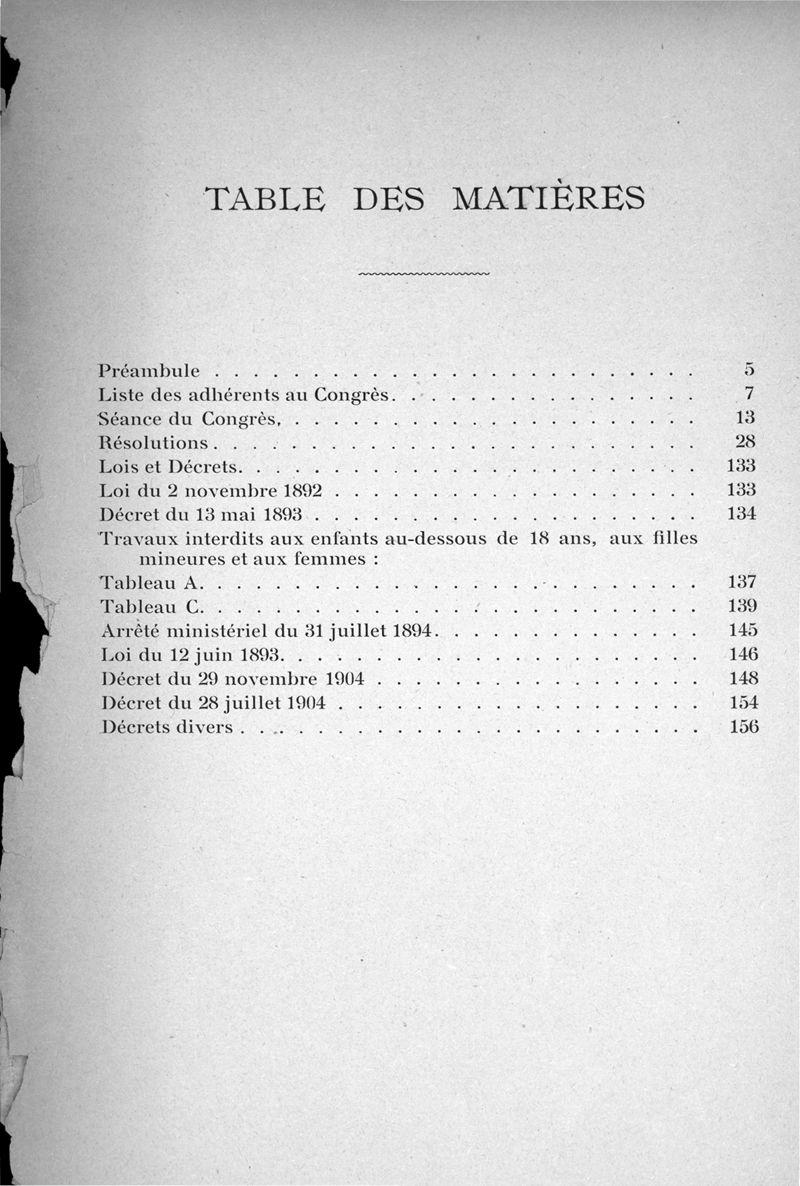 TABLE DES MATIÈRES
Préambule . . . . . . . . . . . . . . . . . . . . . . . . . 5
Liste des adhérents au Congrès. . . . . . . . . . . . . . . . 7
Séance du Congrès, . . . . . . . . . . . . . . . . . . . . . 13
Résolutions . . . . . . . . . . . . . . . . . . . . . . . . . 28
Lois et Décrets. . . . . . . . . . . . . . . . . . . . . . . . 133
Loi du 2 novembre 1892 . . . . . . . . . . . . . . . . . . . 133
Décret du 13 mai 1893 . . . . . . . . . . . . . . . . . . . . 134
Travaux interdits aux enfants au-dessous de 18 ans, aux filles
mineures et aux femmes :
Tableau A. . . . . . . . . . . . . . . . . . . . . . . . . . 137
Tableau C. . . . . . . . . . . . . . . . . . . . . . . . . . 139
Arrêté ministériel du 31 juillet 1894. . . . . . . . . . . . . . 145
Loi du 12 juin 1893. . . . . . . . . . . . . . . . . . . . . . 146
Décret du 29 novembre 1904 . . . . . . . . . . . . . . . . . 148
Décret du 28 juillet 1904 . . . . . . . . . . . . . . . . . . . 154
Décrets divers . . . . . . . . . . . . . . . . . . . . . . . . 156